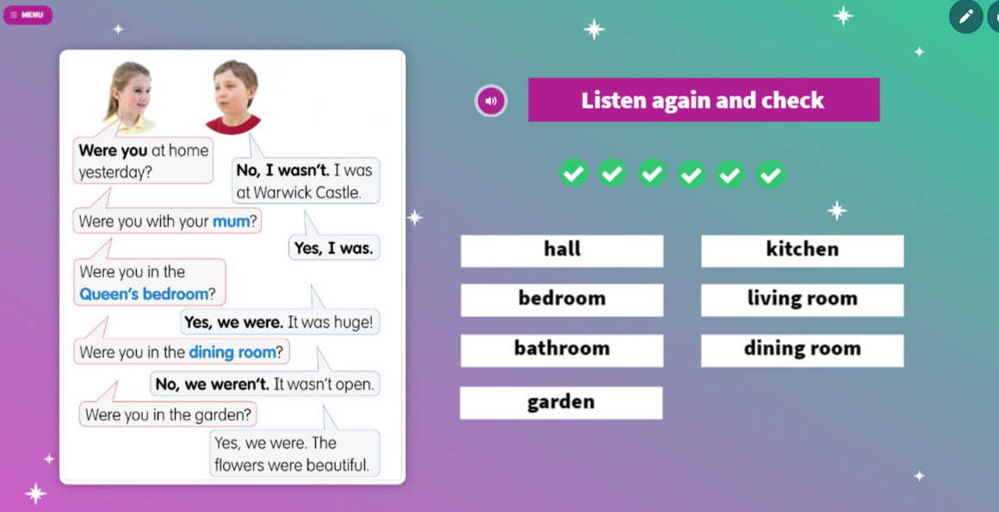 MENU
Were you at home
yesterday?
No, I wasn't. I was
at Warwick Castle.
Were you with your mum?
Yes, I was.
Were you in the
Queen's bedroom?
Yes, we were. It was huge!
Were you in the dining room?
No, we weren't. It wasn't open.
Were you in the garden?
Yes, we were. The
flowers were beautiful.
Listen again and check
hall
kitchen
bedroom
living room
bathroom
dining room
garden